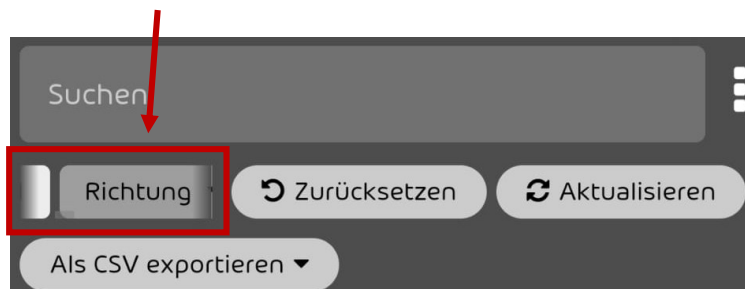 Suchen
Richtung Zurücksetzen Aktualisieren
Als CSV exportieren